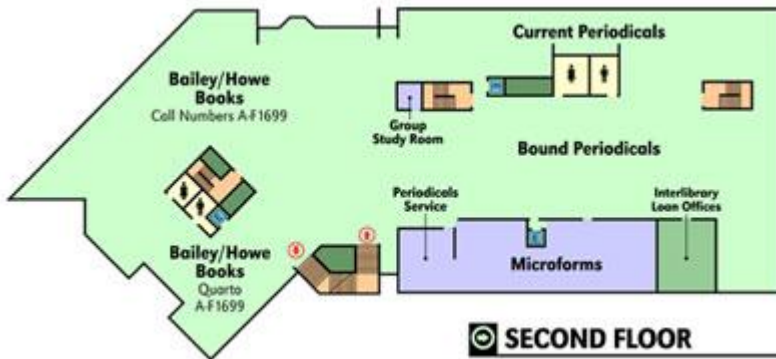 Current Periodicals
Bailey/Howe
Books
Call Numbers A-F1699
Group
Study Room
Bound Periodicals
Periodicals
Service
Interlibrary
Loan Offices
Bailey/Howe
Books
Quarto
A-F1699
Microforms
SECOND FLOOR